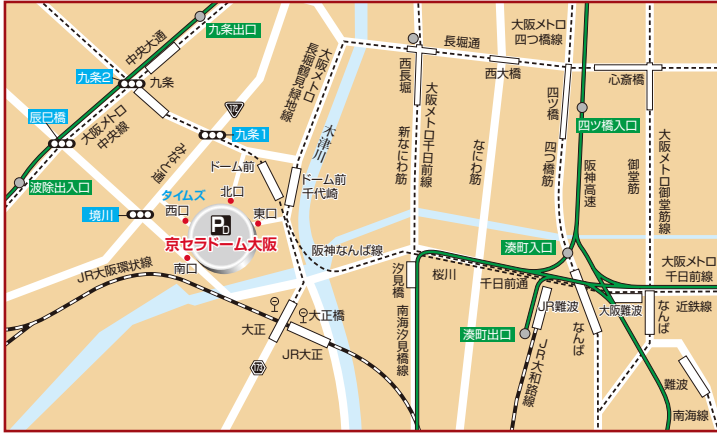 九条出口
中央大通
九条2
九条
辰巳橋
大阪メトロ
中央線
波除出入口
172
九条1
みなと通
境川
タイムズ
西口
北口
東口
南口
PD
京セラドーム大阪
ドーム前
大阪メトロ
長堀鶴見緑地線
木津川
ドーム前
千代崎
阪神なんば線
JR大阪環状線
大正
大正橋
JR大正
173
長堀通
西長堀
大阪メトロ千日前線
新なにわ筋
西大橋
なにわ筋
大阪メトロ
四つ橋線
四ツ橋
四つ橋筋
心斎橋
四ツ橋入口
阪神高速
御堂筋
大阪メトロ御堂筋線
湊町入口
桜川
千日前通
汐見橋
南海汐見橋線
湊町出口
JR難波
JR大和路線
なんば
大阪難波
大阪メトロ
千日前線
近鉄線
なんば
難波
南海線